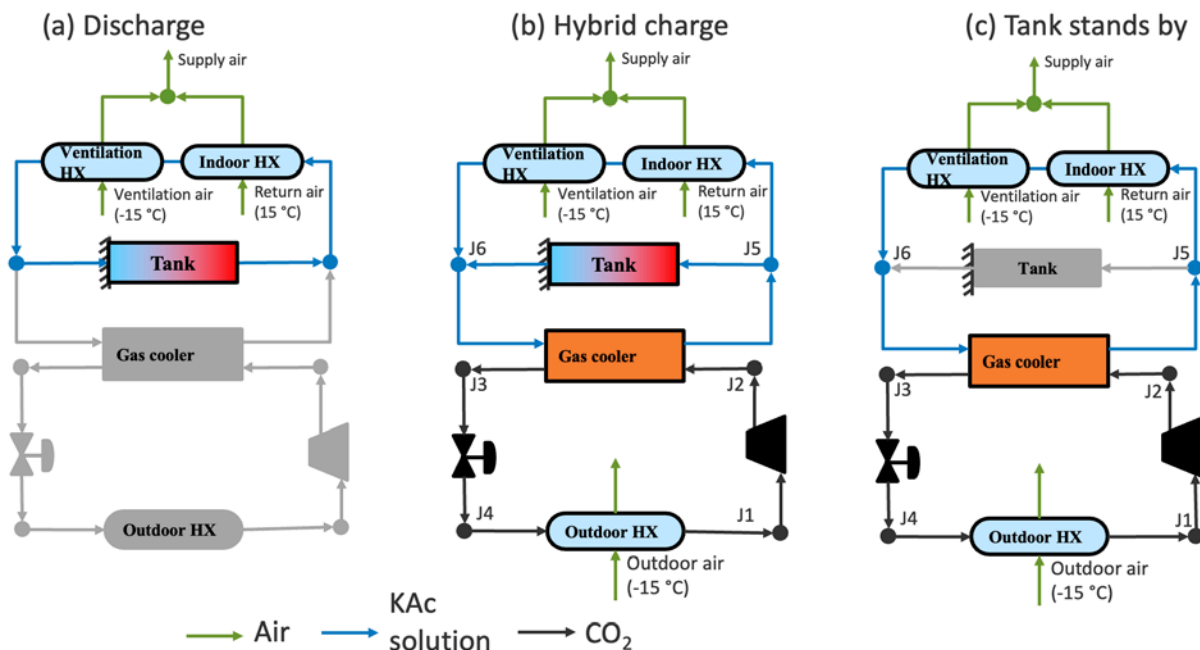 (a) Discharge
Supply air
Ventilation
HX
Indoor HX
Ventilation air
(-15 °C)
Return air
(15 °C)
Tank
Gas cooler
Outdoor HX
(b) Hybrid charge
Supply air
Ventilation
HX
Indoor HX
Ventilation air
(-15 °C)
Return air
(15 °C)
J6
Tank
J5
Gas cooler
J3
J2
J4
J1
Outdoor HX
Outdoor air
(-15 °C)
(c) Tank stands by
Supply air
Ventilation
HX
Indoor HX
Ventilation air
(-15 °C)
Return air
(15 °C)
J6
Tank
J5
Gas cooler
J3
J2
J4
J1
Outdoor HX
Outdoor air
(-15 °C)
Air
KAc
solution
CO₂